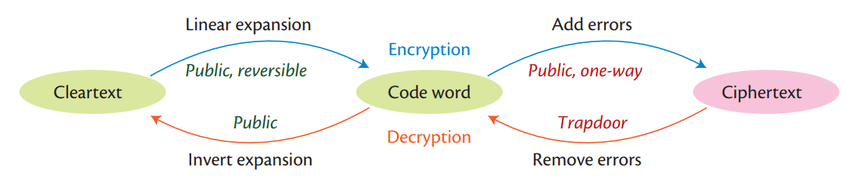 Linear expansion
Add errors
Encryption
Public, reversible
Public, one-way
Cleartext
Code word
Ciphertext
Public
Trapdoor
Decryption
Invert expansion
Remove errors